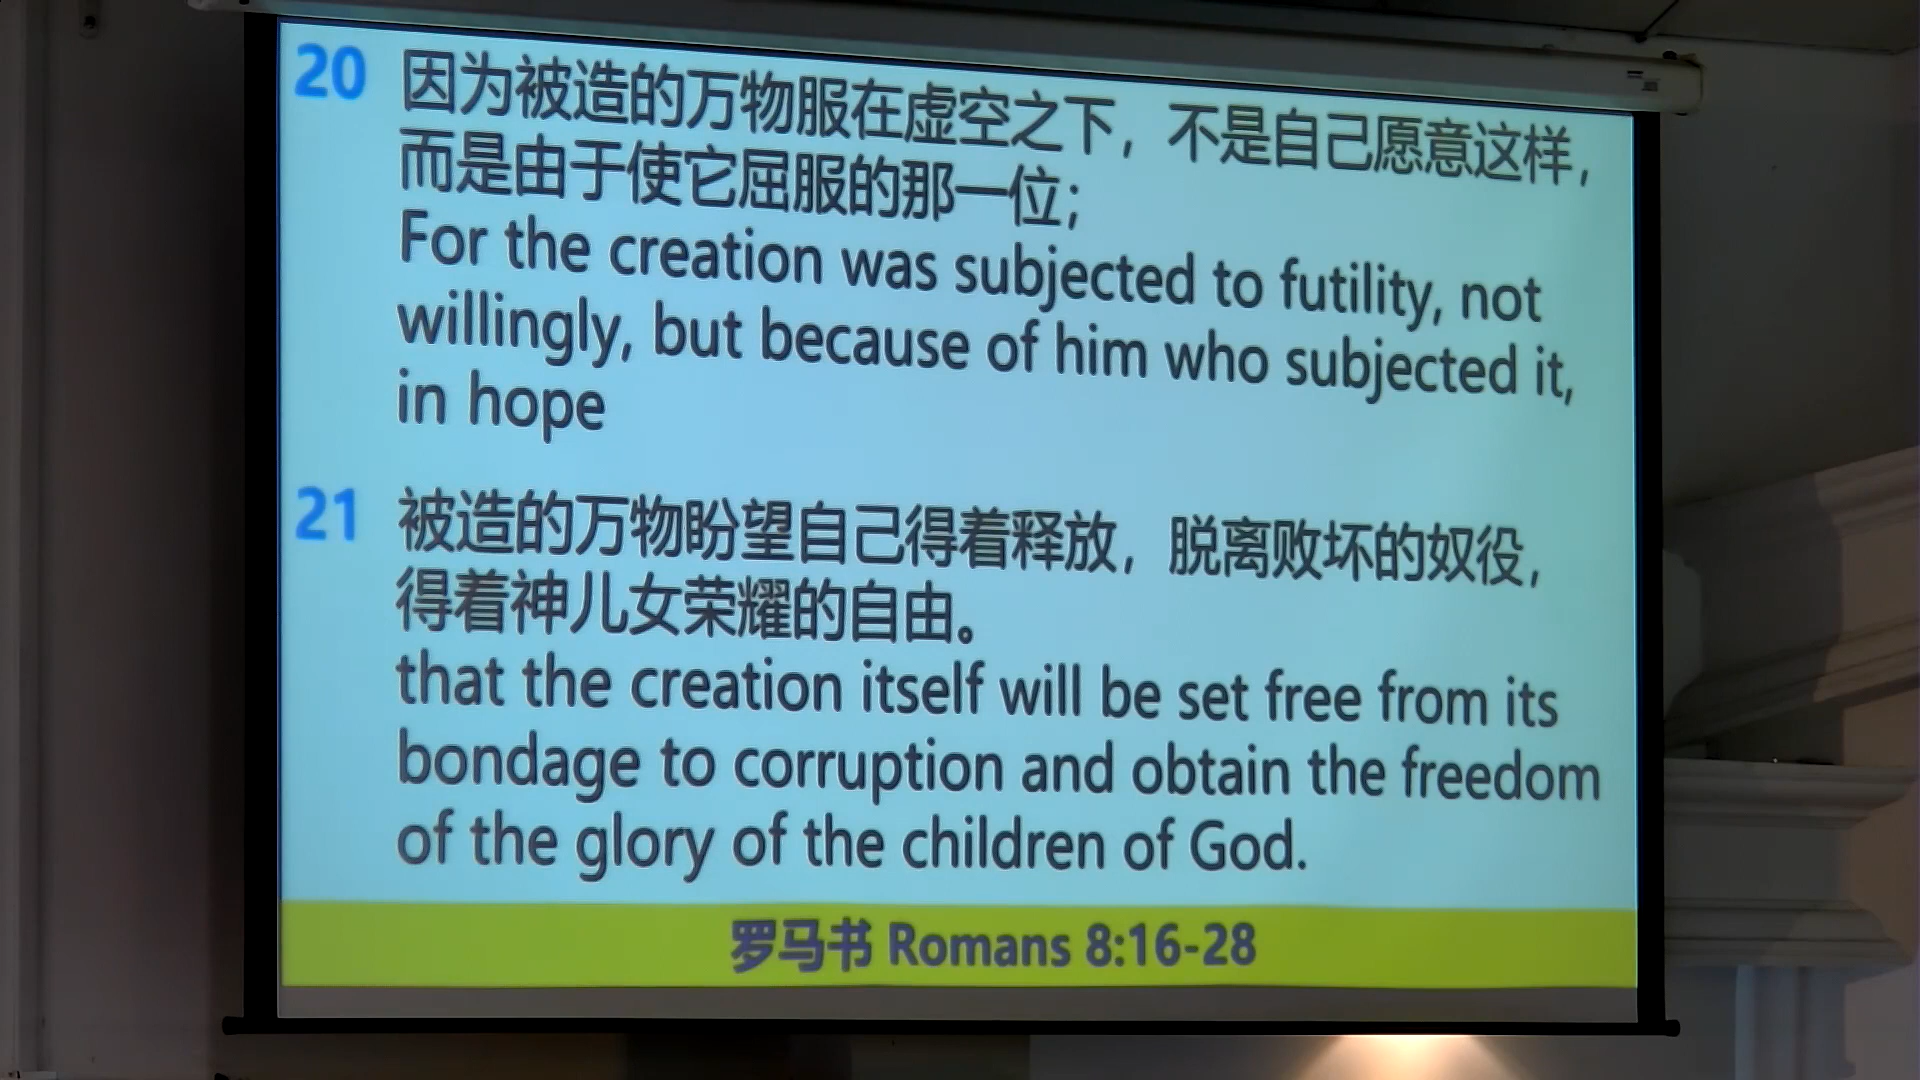 20 因为被造的万物服在虚空之下，不是自己愿意这样，
而是由于使它屈服的那一位；
For the creation was subjected to futility, not
willingly, but because of him who subjected it,
in hope
21 被造的万物盼望自己得着释放，脱离败坏的奴役，
得着神儿女荣耀的自由。
that the creation itself will be set free from its
bondage to corruption and obtain the freedom
of the glory of the children of God.
罗马书 Romans 8:16-28